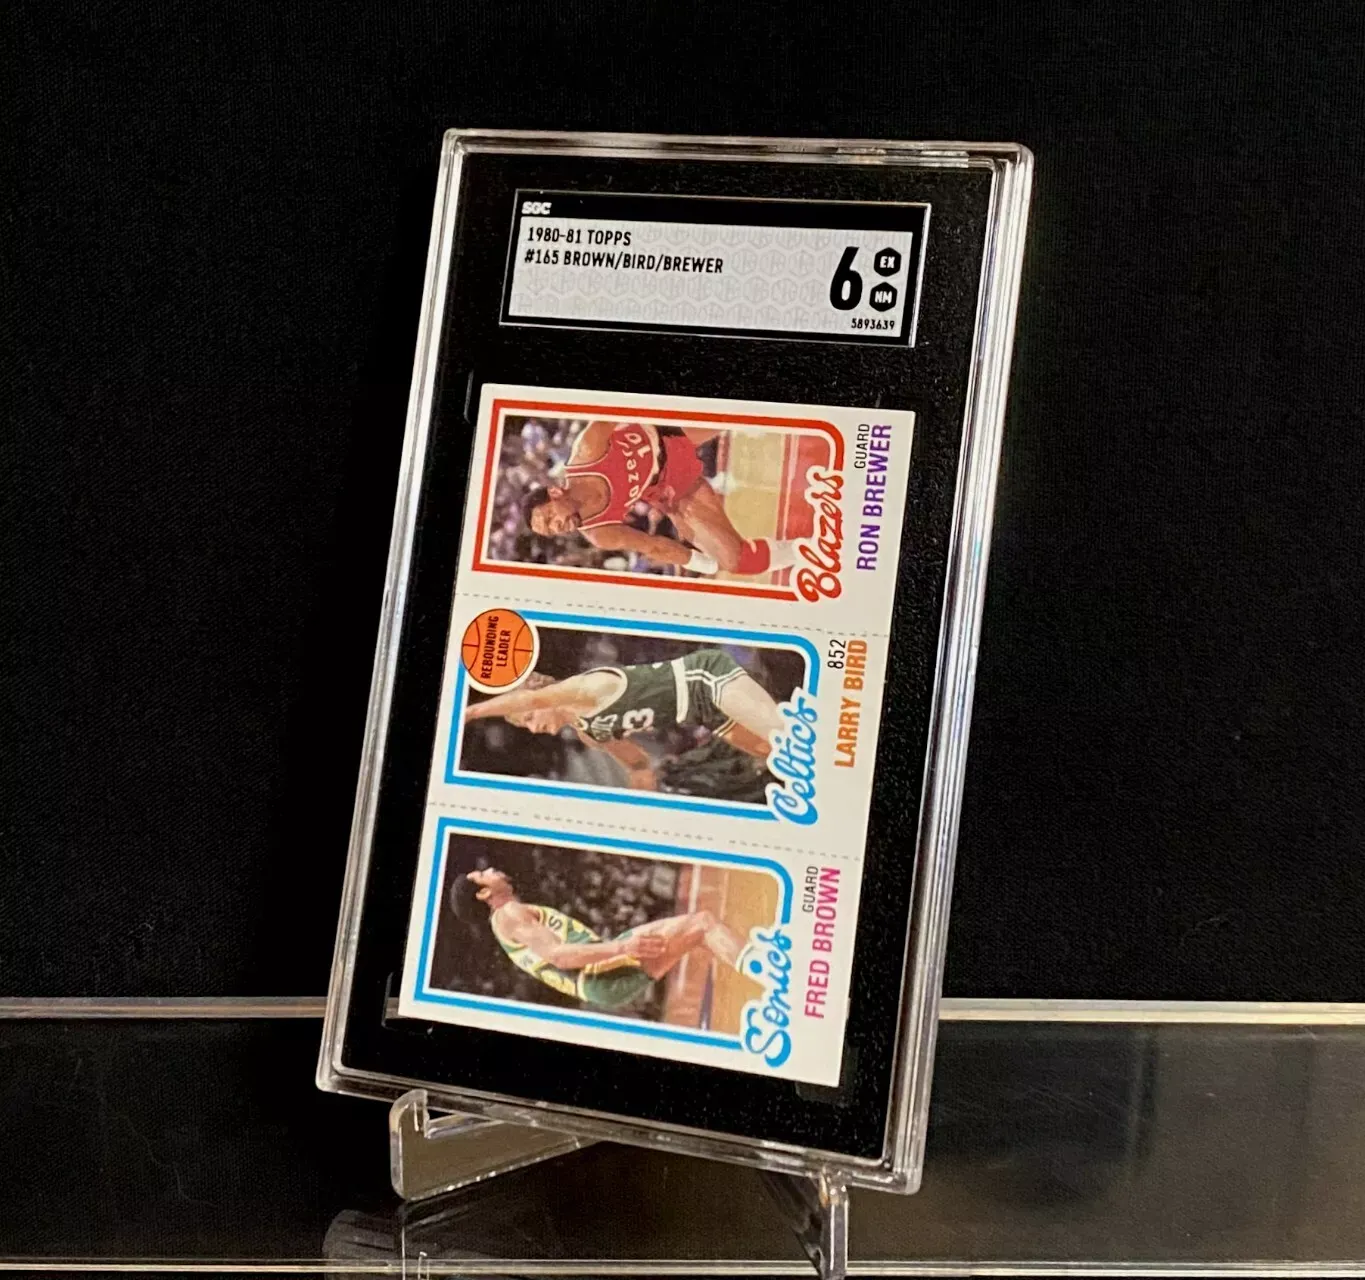 SGC
1980-81 TOPPS
#165 BROWN/BIRD/BREWER
6
EX
NM
5893639
Blazers
GUARD
RON BREWER
REBOUNDING
LEADER
Celtics
852
LARRY BIRD
Sonics
GUARD
FRED BROWN